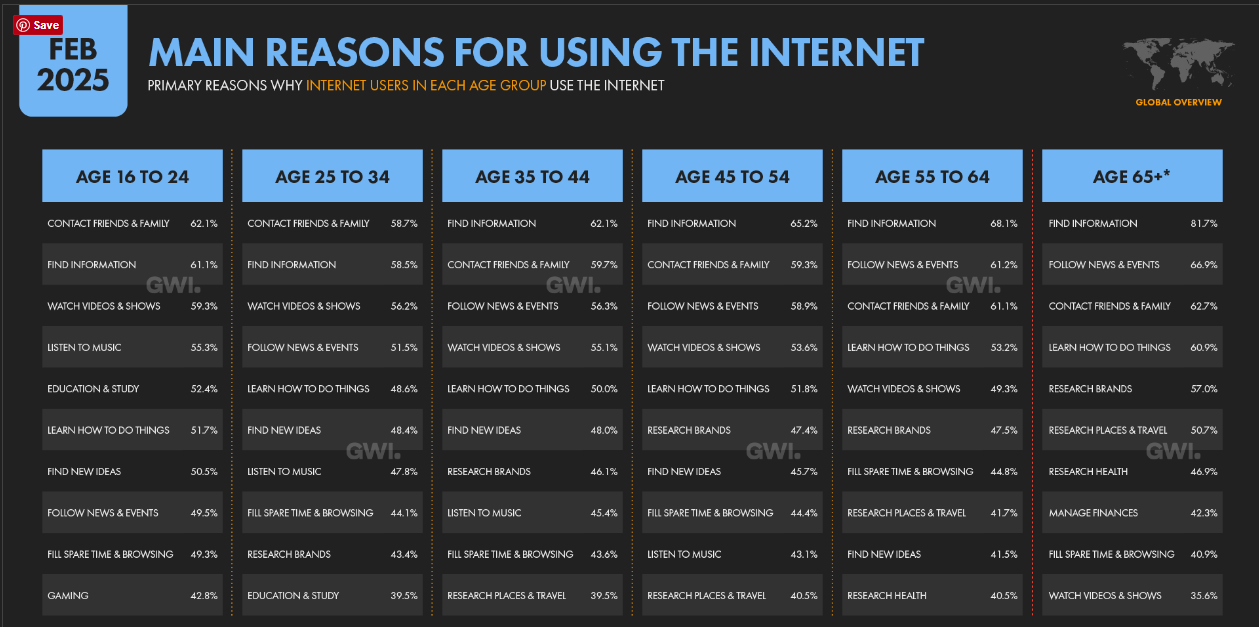 Save
FEB
2025
MAIN REASONS FOR USING THE INTERNET
PRIMARY REASONS WHY INTERNET USERS IN EACH AGE GROUP USE THE INTERNET
GLOBAL OVERVIEW
AGE 16 TO 24
CONTACT FRIENDS & FAMILY 62.1%
FIND INFORMATION 61.1%
WATCH VIDEOS & SHOWS 59.3%
LISTEN TO MUSIC 55.3%
EDUCATION & STUDY 52.4%
LEARN HOW TO DO THINGS 51.7%
FIND NEW IDEAS 50.5%
FOLLOW NEWS & EVENTS 49.5%
FILL SPARE TIME & BROWSING 49.3%
GAMING 42.8%
AGE 25 TO 34
CONTACT FRIENDS & FAMILY 58.7%
FIND INFORMATION 58.5%
WATCH VIDEOS & SHOWS 56.2%
FOLLOW NEWS & EVENTS 51.5%
LEARN HOW TO DO THINGS 48.6%
FIND NEW IDEAS 48.4%
LISTEN TO MUSIC 47.8%
FILL SPARE TIME & BROWSING 44.1%
RESEARCH BRANDS 43.4%
EDUCATION & STUDY 39.5%
AGE 35 TO 44
FIND INFORMATION 62.1%
CONTACT FRIENDS & FAMILY 59.7%
FOLLOW NEWS & EVENTS 56.3%
WATCH VIDEOS & SHOWS 55.1%
LEARN HOW TO DO THINGS 50.0%
FIND NEW IDEAS 48.0%
RESEARCH BRANDS 46.1%
LISTEN TO MUSIC 45.4%
FILL SPARE TIME & BROWSING 43.6%
RESEARCH PLACES & TRAVEL 39.5%
AGE 45 TO 54
FIND INFORMATION 65.2%
CONTACT FRIENDS & FAMILY 59.3%
FOLLOW NEWS & EVENTS 58.9%
WATCH VIDEOS & SHOWS 53.6%
LEARN HOW TO DO THINGS 51.8%
RESEARCH BRANDS 47.4%
FIND NEW IDEAS 45.7%
FILL SPARE TIME & BROWSING 44.4%
LISTEN TO MUSIC 43.1%
RESEARCH PLACES & TRAVEL 40.5%
AGE 55 TO 64
FIND INFORMATION 68.1%
FOLLOW NEWS & EVENTS 61.2%
CONTACT FRIENDS & FAMILY 61.1%
LEARN HOW TO DO THINGS 53.2%
WATCH VIDEOS & SHOWS 49.3%
RESEARCH BRANDS 47.5%
FILL SPARE TIME & BROWSING 44.8%
RESEARCH PLACES & TRAVEL 41.7%
FIND NEW IDEAS 41.5%
RESEARCH HEALTH 40.5%
AGE 65+*
FIND INFORMATION 81.7%
FOLLOW NEWS & EVENTS 66.9%
CONTACT FRIENDS & FAMILY 62.7%
LEARN HOW TO DO THINGS 60.9%
RESEARCH BRANDS 57.0%
RESEARCH PLACES & TRAVEL 50.7%
RESEARCH HEALTH 46.9%
MANAGE FINANCES 42.3%
FILL SPARE TIME & BROWSING 40.9%
WATCH VIDEOS & SHOWS 35.6%
GWI.
GWI.
GWI.
GWI.
GWI.
GWI.